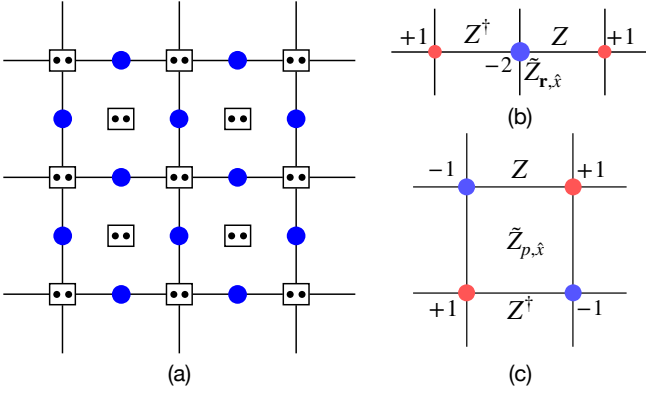 +1 Z† Z +1
−2 Z̃r,x̂
(b)
−1 Z +1
Z̃p,x̂
+1 Z† −1
(a)
(c)